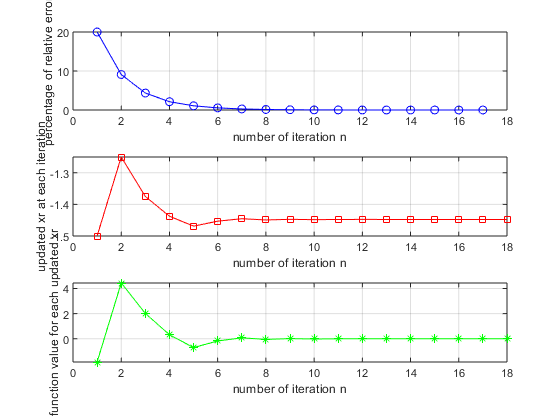 percentage of relative erro
20
10
0
0 2 4 6 8 10 12 14 16 18
number of iteration n
updated xr at each iteration
-1.3
-1.4
-1.5
0 2 4 6 8 10 12 14 16 18
number of iteration n
function value for each updated xr
4
2
0
0 2 4 6 8 10 12 14 16 18
number of iteration n